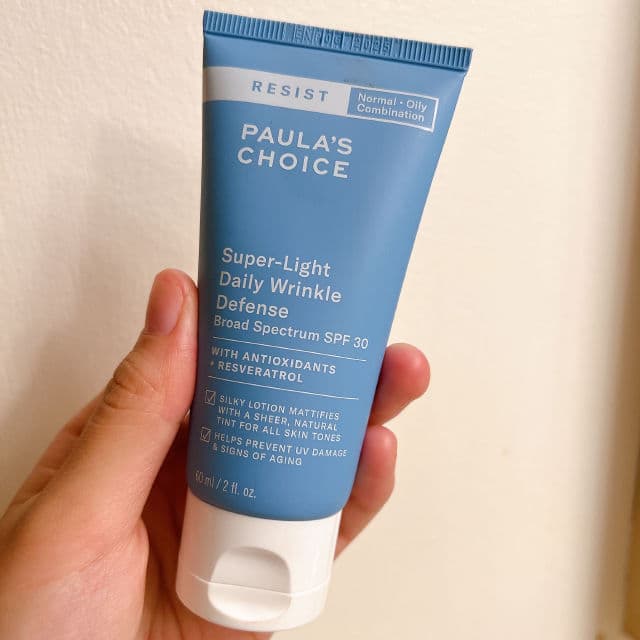 RESIST
Normal · Oily
Combination
PAULA'S
CHOICE
Super-Light
Daily Wrinkle
Defense
Broad Spectrum SPF 30
WITH ANTIOXIDANTS
+ RESVERATROL
SILKY LOTION MATTIFIES
WITH A SHEER, NATURAL
TINT FOR ALL SKIN TONES
HELPS PREVENT UV DAMAGE
& SIGNS OF AGING
60 ml / 2 fl. oz.